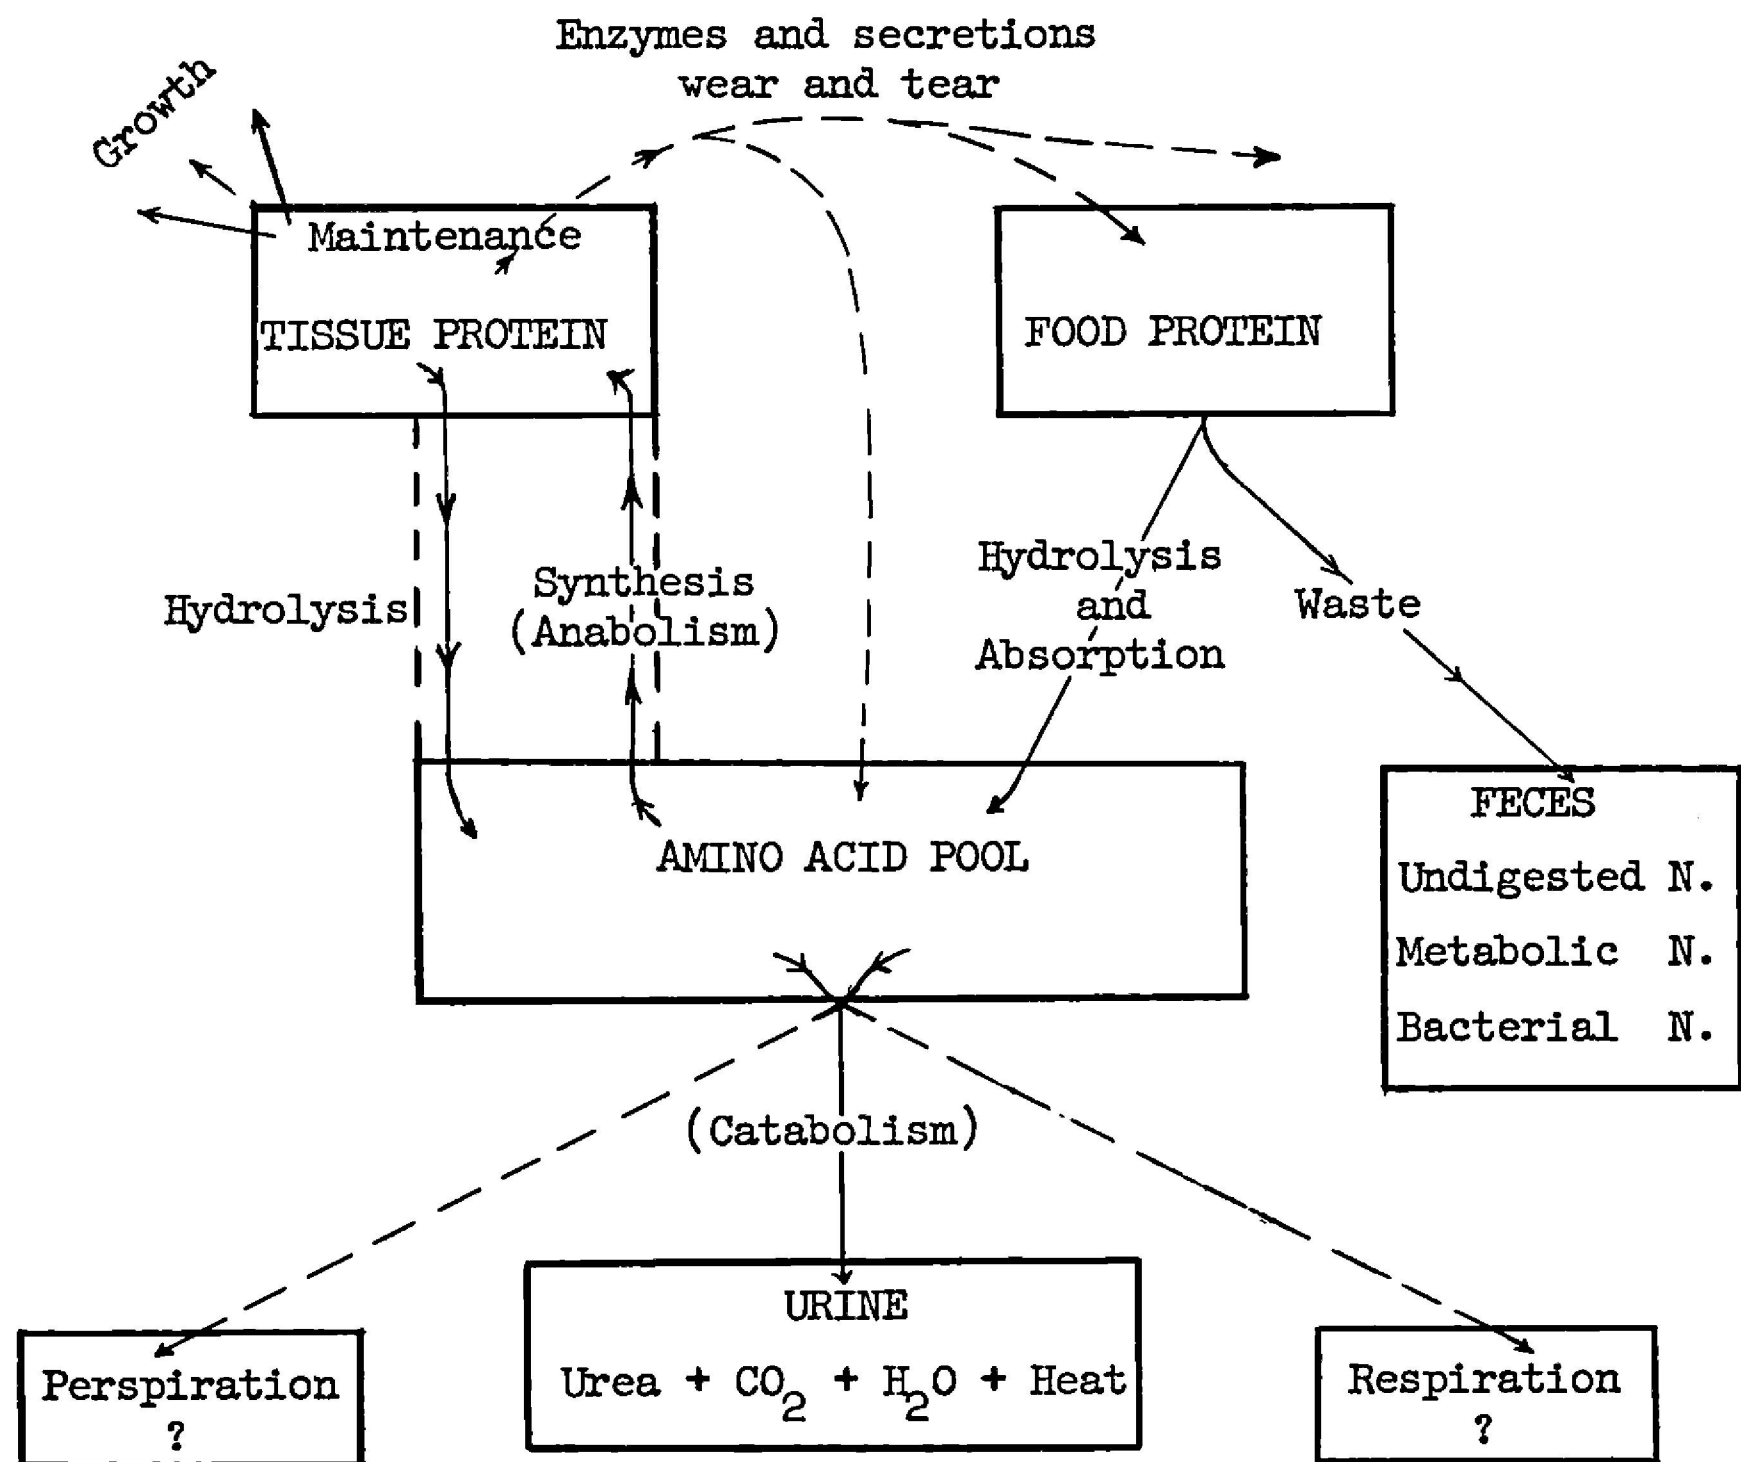 Enzymes and secretions
wear and tear
Growth
Maintenance
TISSUE PROTEIN
FOOD PROTEIN
Hydrolysis
Synthesis
(Anabolism)
Hydrolysis
and
Absorption
Waste
AMINO ACID POOL
FECES
Undigested N.
Metabolic N.
Bacterial N.
(Catabolism)
Perspiration
?
URINE
Urea + CO₂ + H₂O + Heat
Respiration
?